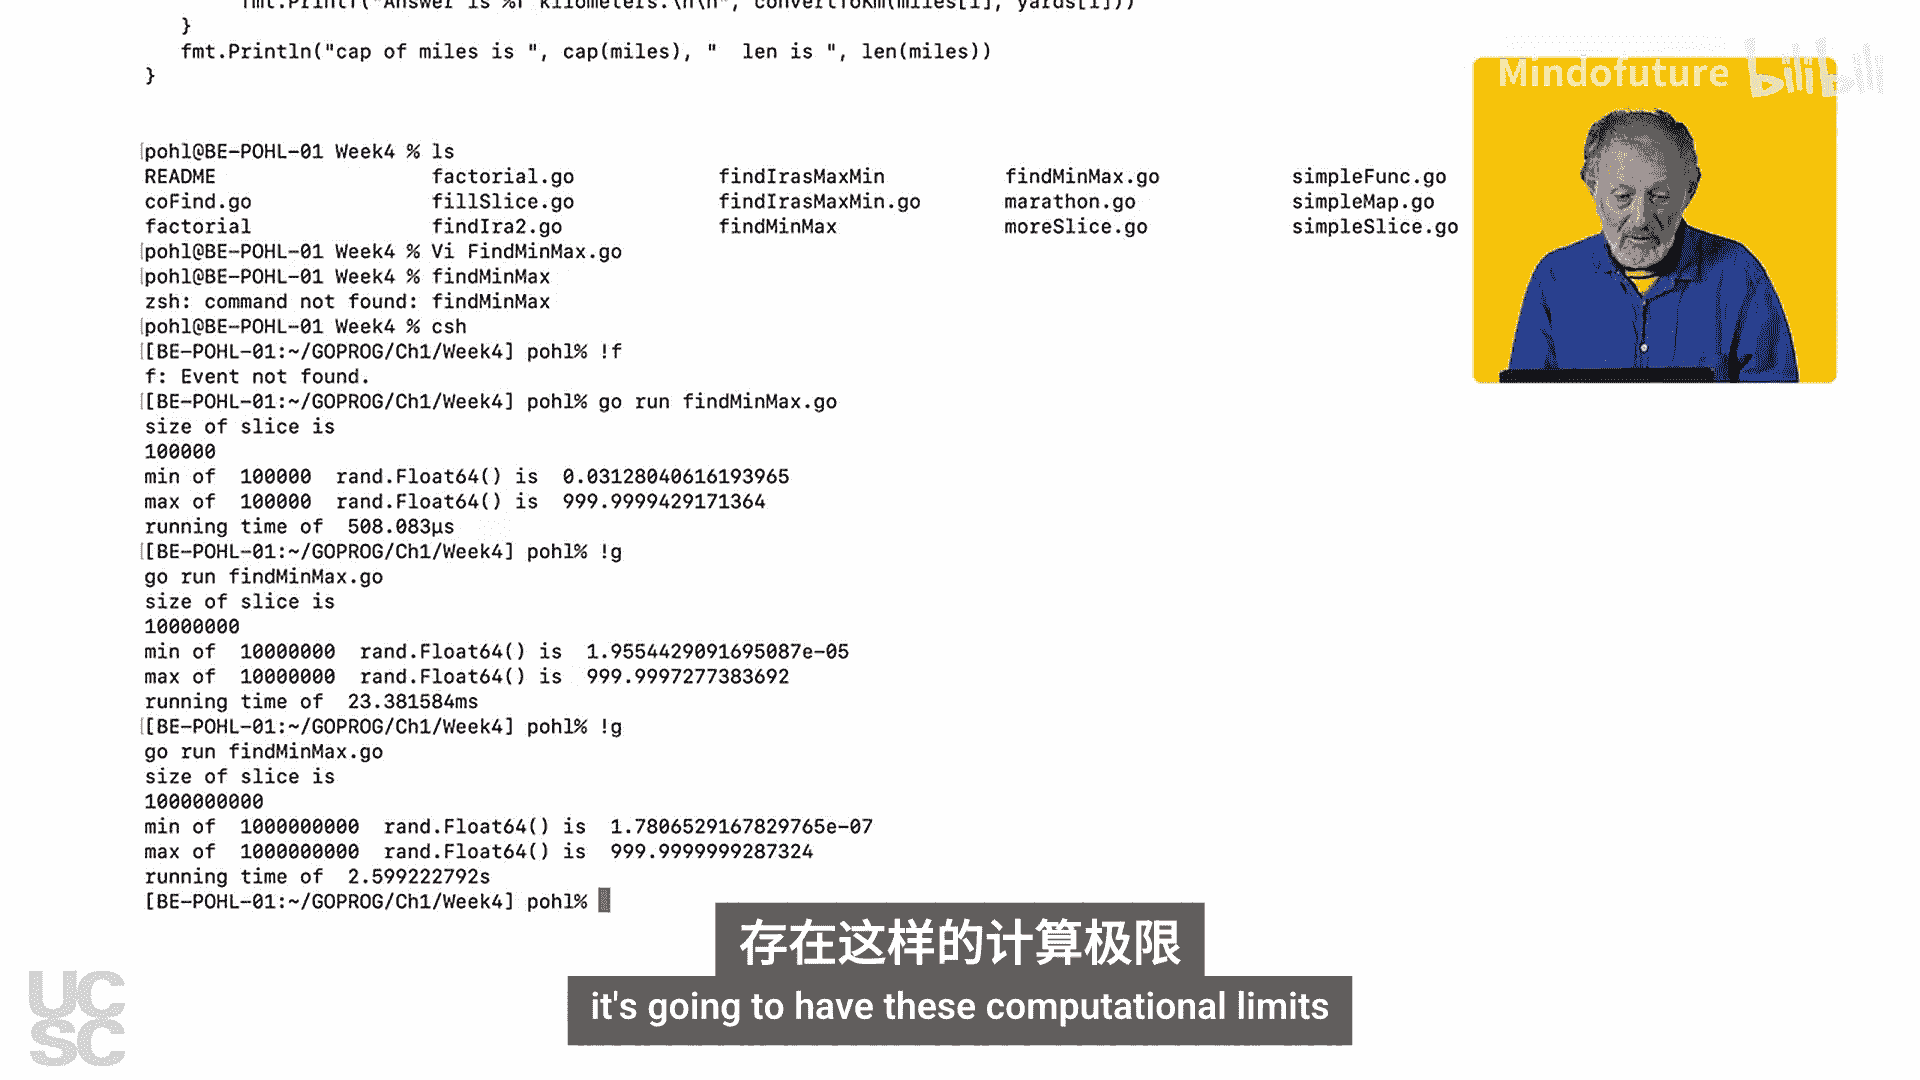 fmt.Printf("Answer is %f kilometers.\n\n", convertToKm(miles[i], yards[i]))
}
fmt.Println("cap of miles is ", cap(miles), "  len is ", len(miles))
}
Mindofuture bilibili
pohl@BE-POHL-01 Week4 % ls
README factorial.go findIrasMaxMin findMinMax.go simpleFunc.go
coFind.go fillSlice.go findIrasMaxMin.go marathon.go simpleMap.go
factorial findIra2.go findMinMax moreSlice.go simpleSlice.go
pohl@BE-POHL-01 Week4 % Vi FindMinMax.go
pohl@BE-POHL-01 Week4 % findMinMax
zsh: command not found: findMinMax
pohl@BE-POHL-01 Week4 % csh
[BE-POHL-01:~/GOPROG/Ch1/Week4] pohl% !f
f: Event not found.
[BE-POHL-01:~/GOPROG/Ch1/Week4] pohl% go run findMinMax.go
size of slice is
100000
min of  100000  rand.Float64() is  0.03128040616193965
max of  100000  rand.Float64() is  999.9999429171364
running time of  508.083µs
[BE-POHL-01:~/GOPROG/Ch1/Week4] pohl% !g
go run findMinMax.go
size of slice is
10000000
min of  10000000  rand.Float64() is  1.9554429091695087e-05
max of  10000000  rand.Float64() is  999.9997277383692
running time of  23.381584ms
[BE-POHL-01:~/GOPROG/Ch1/Week4] pohl% !g
go run findMinMax.go
size of slice is
1000000000
min of  1000000000  rand.Float64() is  1.7806529167829765e-07
max of  1000000000  rand.Float64() is  999.9999999287324
running time of  2.599222792s
[BE-POHL-01:~/GOPROG/Ch1/Week4] pohl%
存在这样的计算极限
it's going to have these computational limits
UC
SC